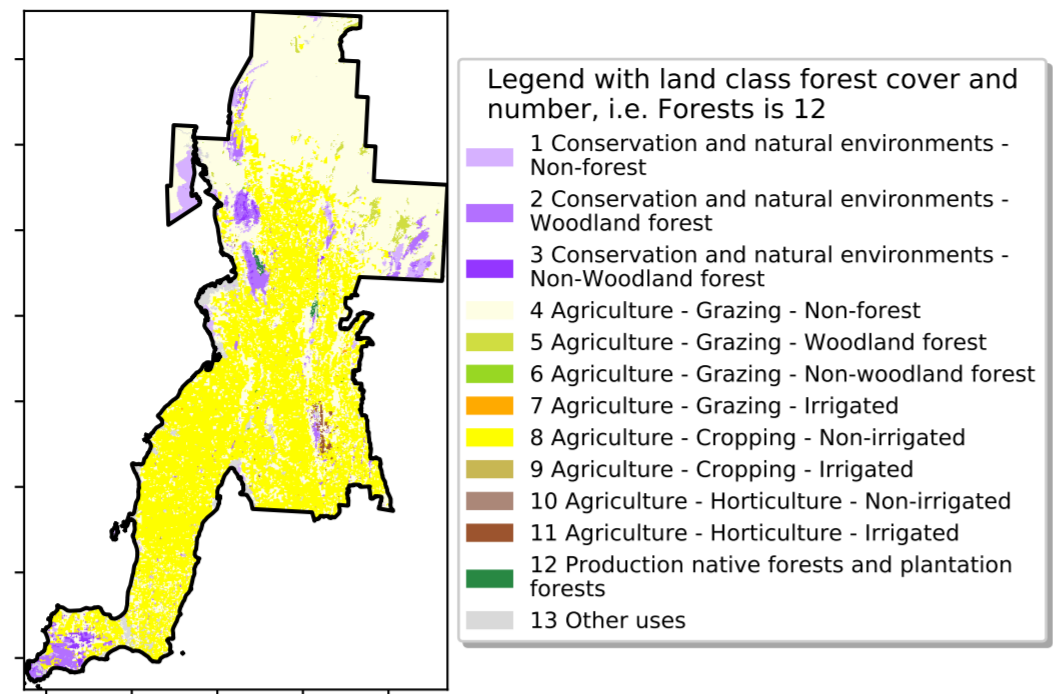 Legend with land class forest cover and
number, i.e. Forests is 12
1 Conservation and natural environments -
Non-forest
2 Conservation and natural environments -
Woodland forest
3 Conservation and natural environments -
Non-Woodland forest
4 Agriculture - Grazing - Non-forest
5 Agriculture - Grazing - Woodland forest
6 Agriculture - Grazing - Non-woodland forest
7 Agriculture - Grazing - Irrigated
8 Agriculture - Cropping - Non-irrigated
9 Agriculture - Cropping - Irrigated
10 Agriculture - Horticulture - Non-irrigated
11 Agriculture - Horticulture - Irrigated
12 Production native forests and plantation
forests
13 Other uses